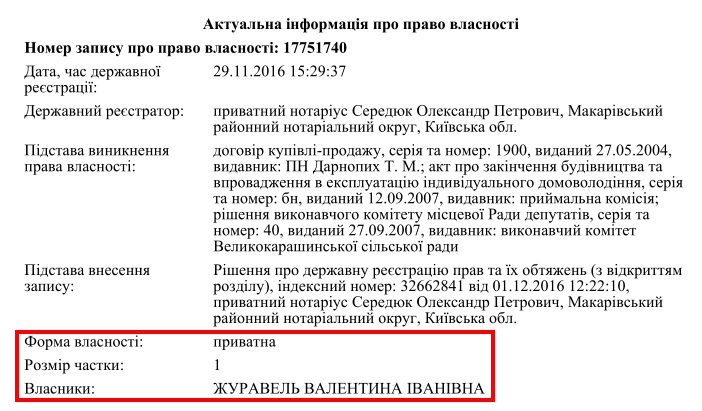 Актуальна інформація про право власності
Номер запису про право власності: 17751740
Дата, час державної реєстрації: 29.11.2016 15:29:37
Державний реєстратор: приватний нотаріус Середюк Олександр Петрович, Макарівський
районний нотаріальний округ, Київська обл.
Підстава виникнення права власності: договір купівлі-продажу, серія та номер: 1900, виданий 27.05.2004,
видавник: ПН Дарнопих Т. М.; акт про закінчення будівництва та
впровадження в експлуатацію індивідуального домоволодіння, серія
та номер: бн, виданий 12.09.2007, видавник: приймальна комісія;
рішення виконавчого комітету місцевої Ради депутатів, серія та
номер: 40, виданий 27.09.2007, видавник: виконавчий комітет
Великокарашинської сільської ради
Підстава внесення запису: Рішення про державну реєстрацію прав та їх обтяжень (з відкриттям
розділу), індексний номер: 32662841 від 01.12.2016 12:22:10,
приватний нотаріус Середюк Олександр Петрович, Макарівський
районний нотаріальний округ, Київська обл.
Форма власності: приватна
Розмір частки: 1
Власники: ЖУРАВЕЛЬ ВАЛЕНТИНА ІВАНІВНА